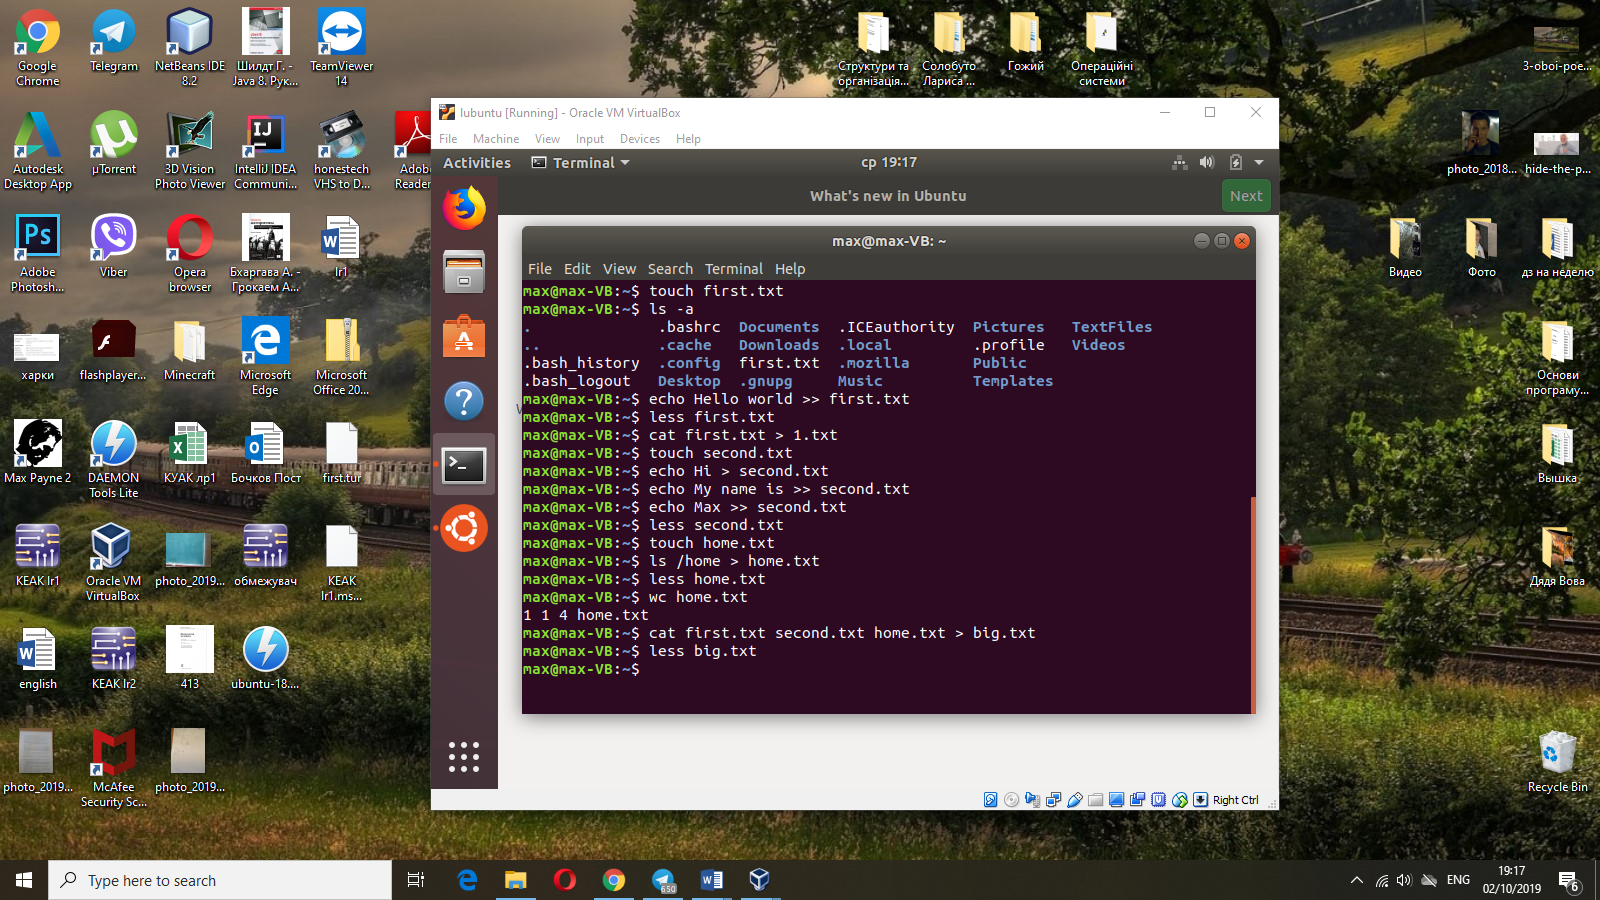 Google
Chrome
Telegram
NetBeans IDE
8.2
Шилдт Г. -
Java 8. Рук...
TeamViewer
14
Структури та
організація...
Солобуто
Лариса ...
Гожий
Операційні
системи
3-oboi-poe...
Autodesk
Desktop App
µTorrent
3D Vision
Photo Viewer
IntelliJ IDEA
Communi...
honestech
VHS to D...
Adobe
Reader
photo_2018...
hide-the-p...
Adobe
Photosh...
Viber
Opera
browser
Бхаргава А. -
Грокаем А...
lr1
Видео
Фото
дз на неделю
харки
flashplayer...
Minecraft
Microsoft
Edge
Microsoft
Office 20...
Основи
програму...
Max Payne 2
DAEMON
Tools Lite
КУАК лр1
Бочков Пост
first.tur
Вышка
KEAK lr1
Oracle VM
VirtualBox
photo_2019...
обмежувач
KEAK
lr1.ms...
Дядя Вова
english
KEAK lr2
413
ubuntu-18....
photo_2019...
McAfee
Security Sc...
photo_2019...
Recycle Bin
lubuntu [Running] - Oracle VM VirtualBox
File Machine View Input Devices Help
Activities Terminal ср 19:17
What's new in Ubuntu
Next
max@max-VB: ~
File Edit View Search Terminal Help
max@max-VB:~$ touch first.txt
max@max-VB:~$ ls -a
. .bashrc Documents .ICEauthority Pictures TextFiles
.. .cache Downloads .local .profile Videos
.bash_history .config first.txt .mozilla Public
.bash_logout Desktop .gnupg Music Templates
max@max-VB:~$ echo Hello world >> first.txt
max@max-VB:~$ less first.txt
max@max-VB:~$ cat first.txt > 1.txt
max@max-VB:~$ touch second.txt
max@max-VB:~$ echo Hi > second.txt
max@max-VB:~$ echo My name is >> second.txt
max@max-VB:~$ echo Max >> second.txt
max@max-VB:~$ less second.txt
max@max-VB:~$ touch home.txt
max@max-VB:~$ ls /home > home.txt
max@max-VB:~$ less home.txt
max@max-VB:~$ wc home.txt
1 1 4 home.txt
max@max-VB:~$ cat first.txt second.txt home.txt > big.txt
max@max-VB:~$ less big.txt
max@max-VB:~$
Right Ctrl
Type here to search
650
ENG
19:17
02/10/2019
6